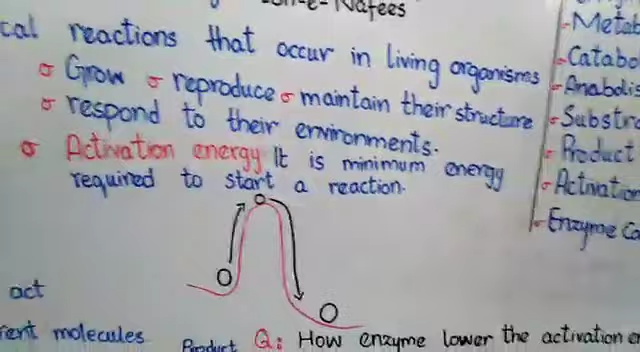 Nafees
cal reactions that occur in living organisms
Grow reproduce maintain their structure
respond to their environments.
Activation energy It is minimum energy
required to start a reaction.
act
rent molecules
Product
Q: How enzyme lower the activation e
Metab
Catabo
Anabolis
Substra
Product
Activation
Enzyme Ca